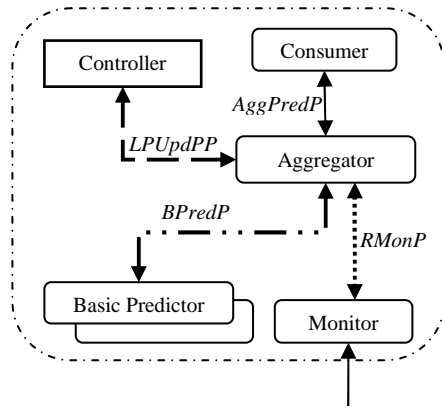 Controller
Consumer
AggPredP
LPUpdPP
Aggregator
BPredP
RMonP
Basic Predictor
Monitor